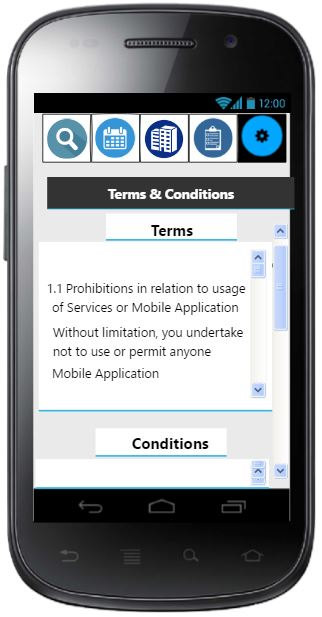 12:00
Terms & Conditions
Terms
1.1 Prohibitions in relation to usage
of Services or Mobile Application
Without limitation, you undertake
not to use or permit anyone
Mobile Application
Conditions